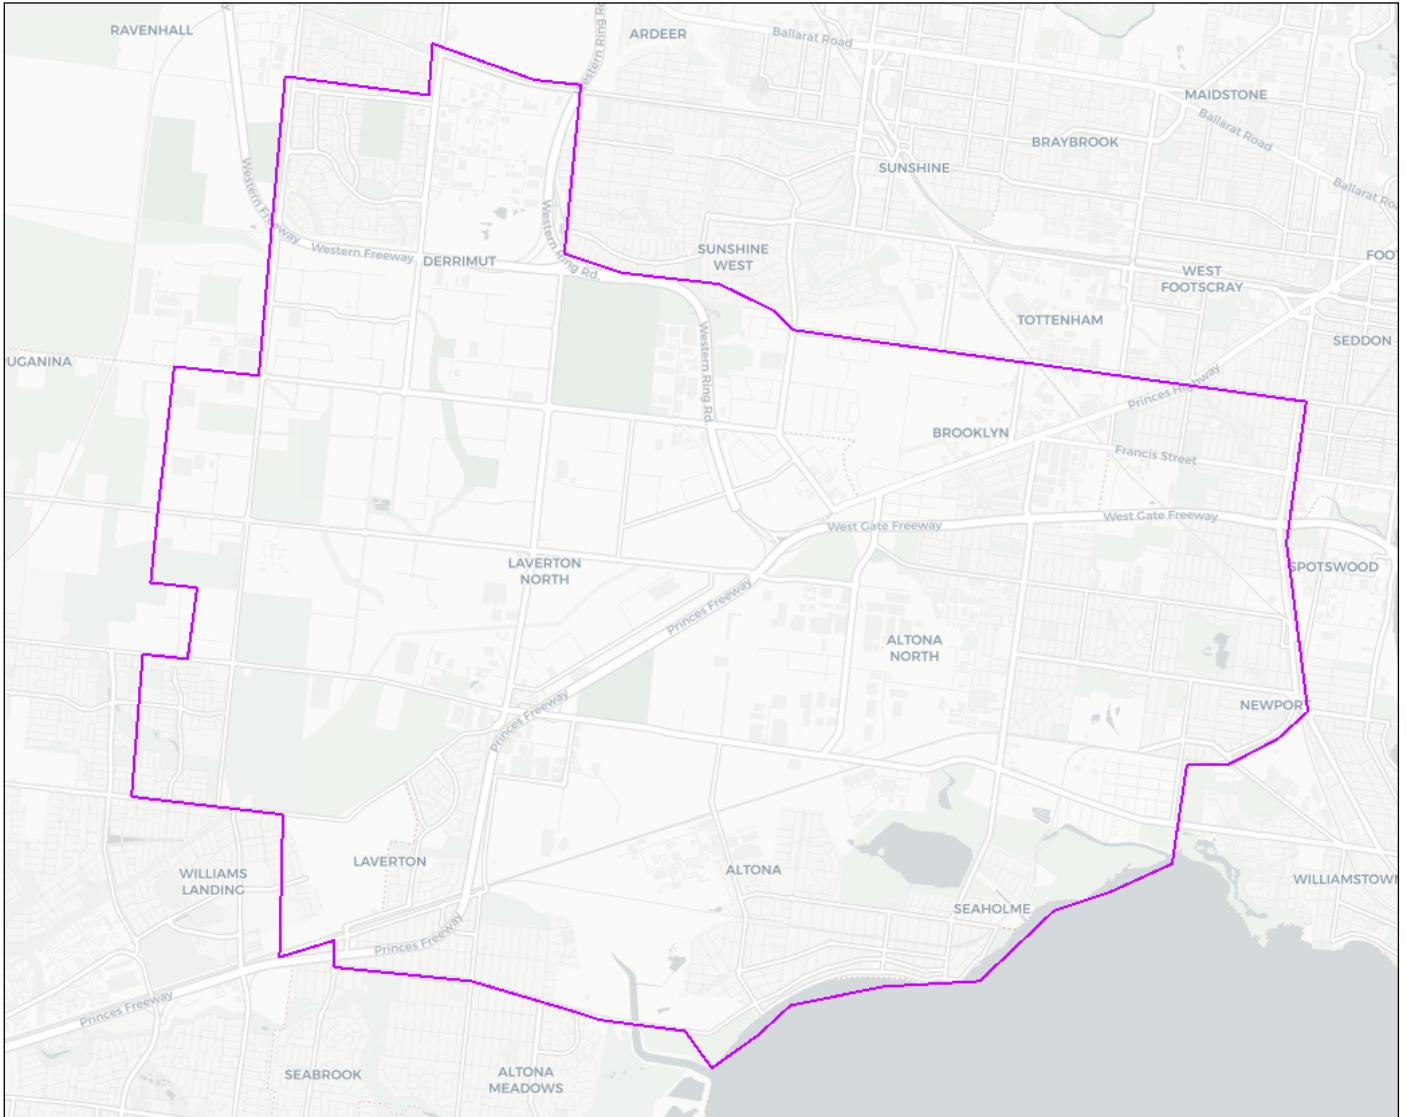 RAVENHALL
ARDEER
Ballarat Road
Western Ring Rd
MAIDSTONE
Ballarat Road
BRAYBROOK
SUNSHINE
Ballarat Ro
Western Freeway
Western Freeway
DERRIMUT
Western Ring Rd.
SUNSHINE
WEST
FOO
WEST
FOOTSCRAY
TOTTENHAM
SEDDON
UGANINA
Western Ring Rd
Princes Highway
BROOKLYN
Francis Street
West Gate Freeway
West Gate Freeway
LAVERTON
NORTH
SPOTSWOOD
Princes Freeway
ALTONA
NORTH
Princes Freeway
NEWPORT
LAVERTON
WILLIAMS
LANDING
ALTONA
WILLIAMSTOWN
SEAHOLME
Princes Freeway
Princes Freeway
SEABROOK
ALTONA
MEADOWS